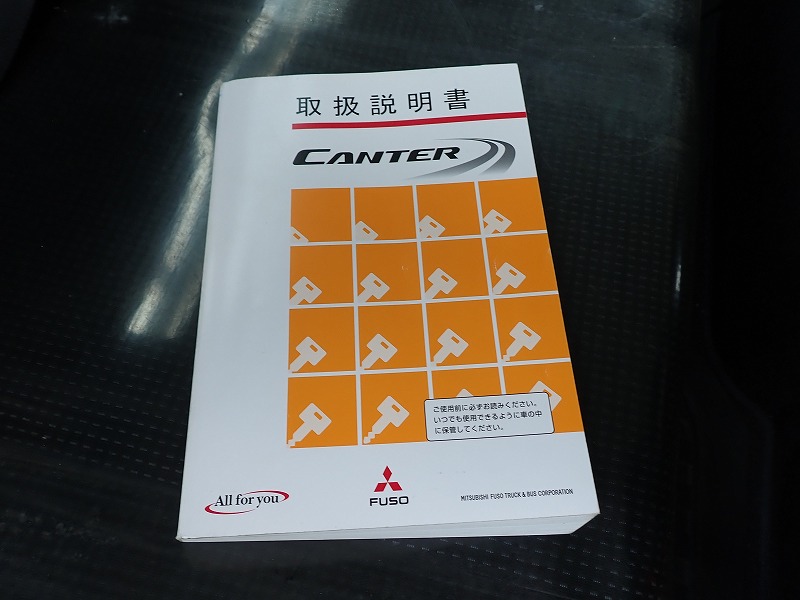 取扱説明書
CANTER
ご使用前に必ずお読みください。
いつでも使用できるように車の中
に保管してください。
All for you
FUSO
MITSUBISHI FUSO TRUCK & BUS CORPORATION